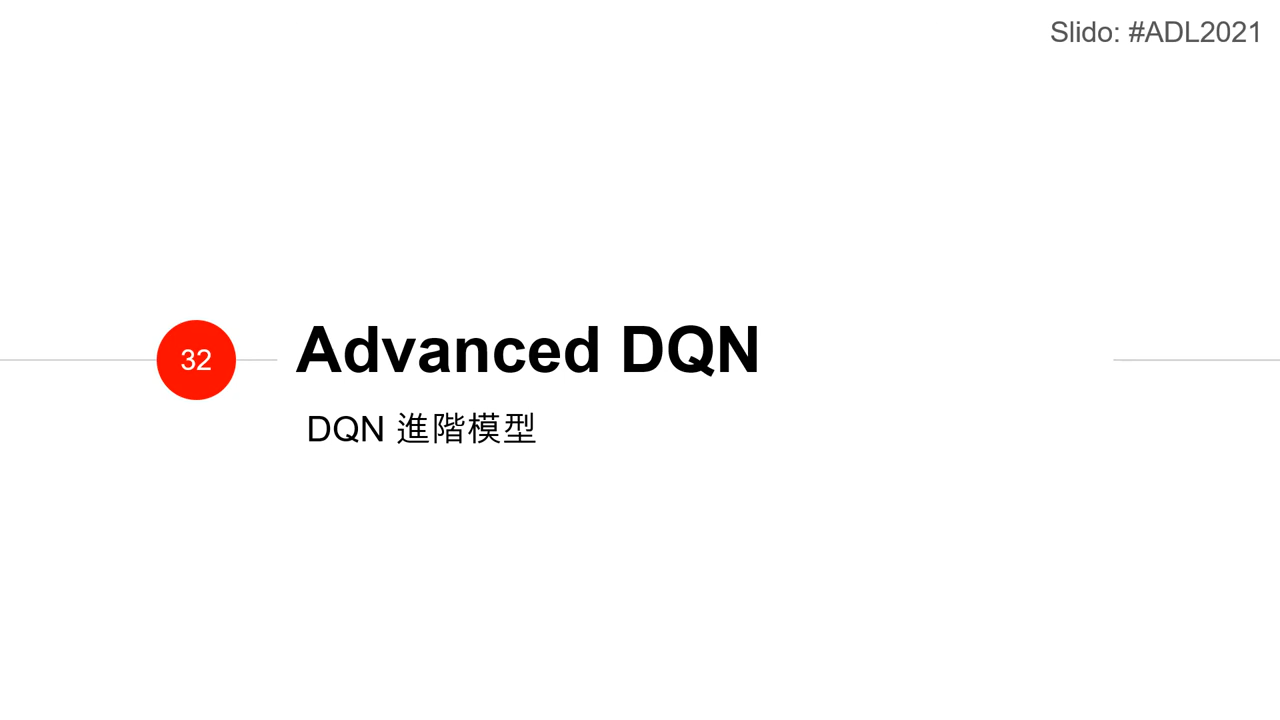 Slido: #ADL2021
32
Advanced DQN
DQN 進階模型